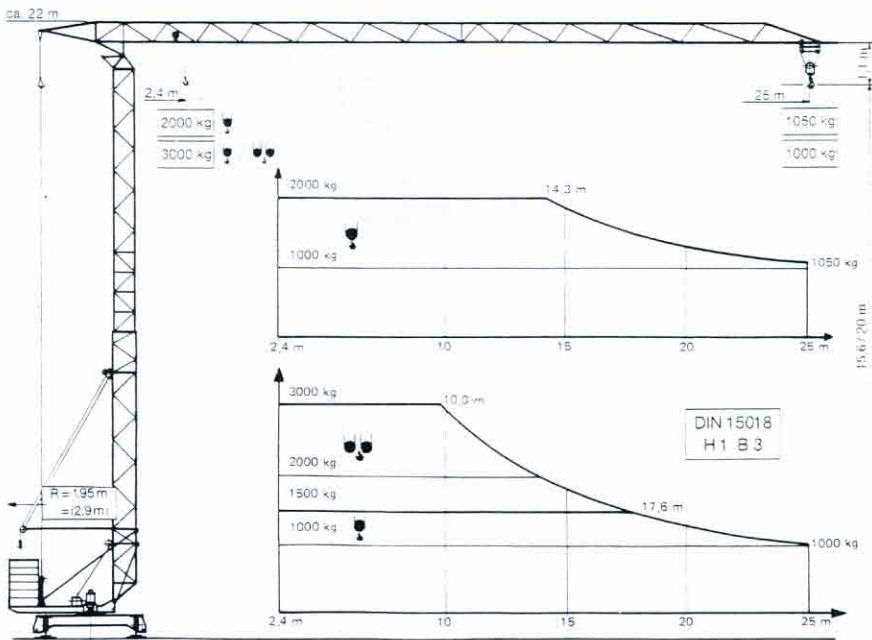 ca. 22 m
2,4 m
2000 kg
3000 kg
25 m
1050 kg
1000 kg
1,1 m
15.6/20 m
2000 kg
14,3 m
1000 kg
1050 kg
2,4 m
10
15
20
25 m
3000 kg
10,0 m
2000 kg
1500 kg
17,6 m
1000 kg
1000 kg
DIN 15018
H 1 B 3
R = 1,95 m
= (2,9 m)
2,4 m
10
15
20
25 m